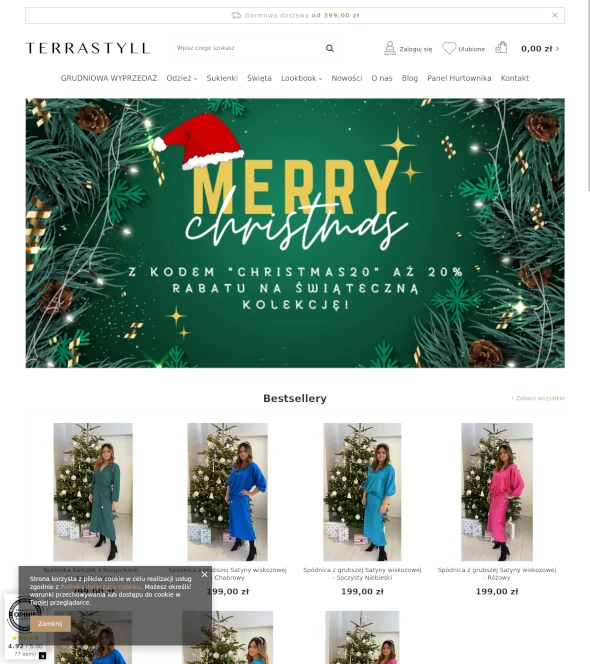 Darmowa dostawa od 399,00 zł
TERRASTYLL
Wpisz czego szukasz
Zaloguj się
Ulubione
0,00 zł
GRUDNIOWA WYPRZEDAŻ Odzież Sukienki Święta Lookbook Nowości O nas Blog Panel Hurtownika Kontakt
MERRY
christmas
Z KODEM "CHRISTMAS20" AŻ 20%
RABATU NA ŚWIĄTECZNĄ
KOLEKCJĘ!
Bestsellery
Zobacz wszystkie
Sukienka Karczek z Rozporkiem -
Spódnica z grubszej Satyny wiskozowej
- Chabrowy
199,00 zł
Spódnica z grubszej Satyny wiskozowej
- Soczysty Niebieski
199,00 zł
Spódnica z grubszej Satyny wiskozowej
- Różowy
199,00 zł
Strona korzysta z plików cookie w celu realizacji usług
zgodnie z Polityką dotyczącą cookies. Możesz określić
warunki przechowywania lub dostępu do cookie w
Twojej przeglądarce.
Zamknij
OPINIE
4.92 / 5.00
77 opinii